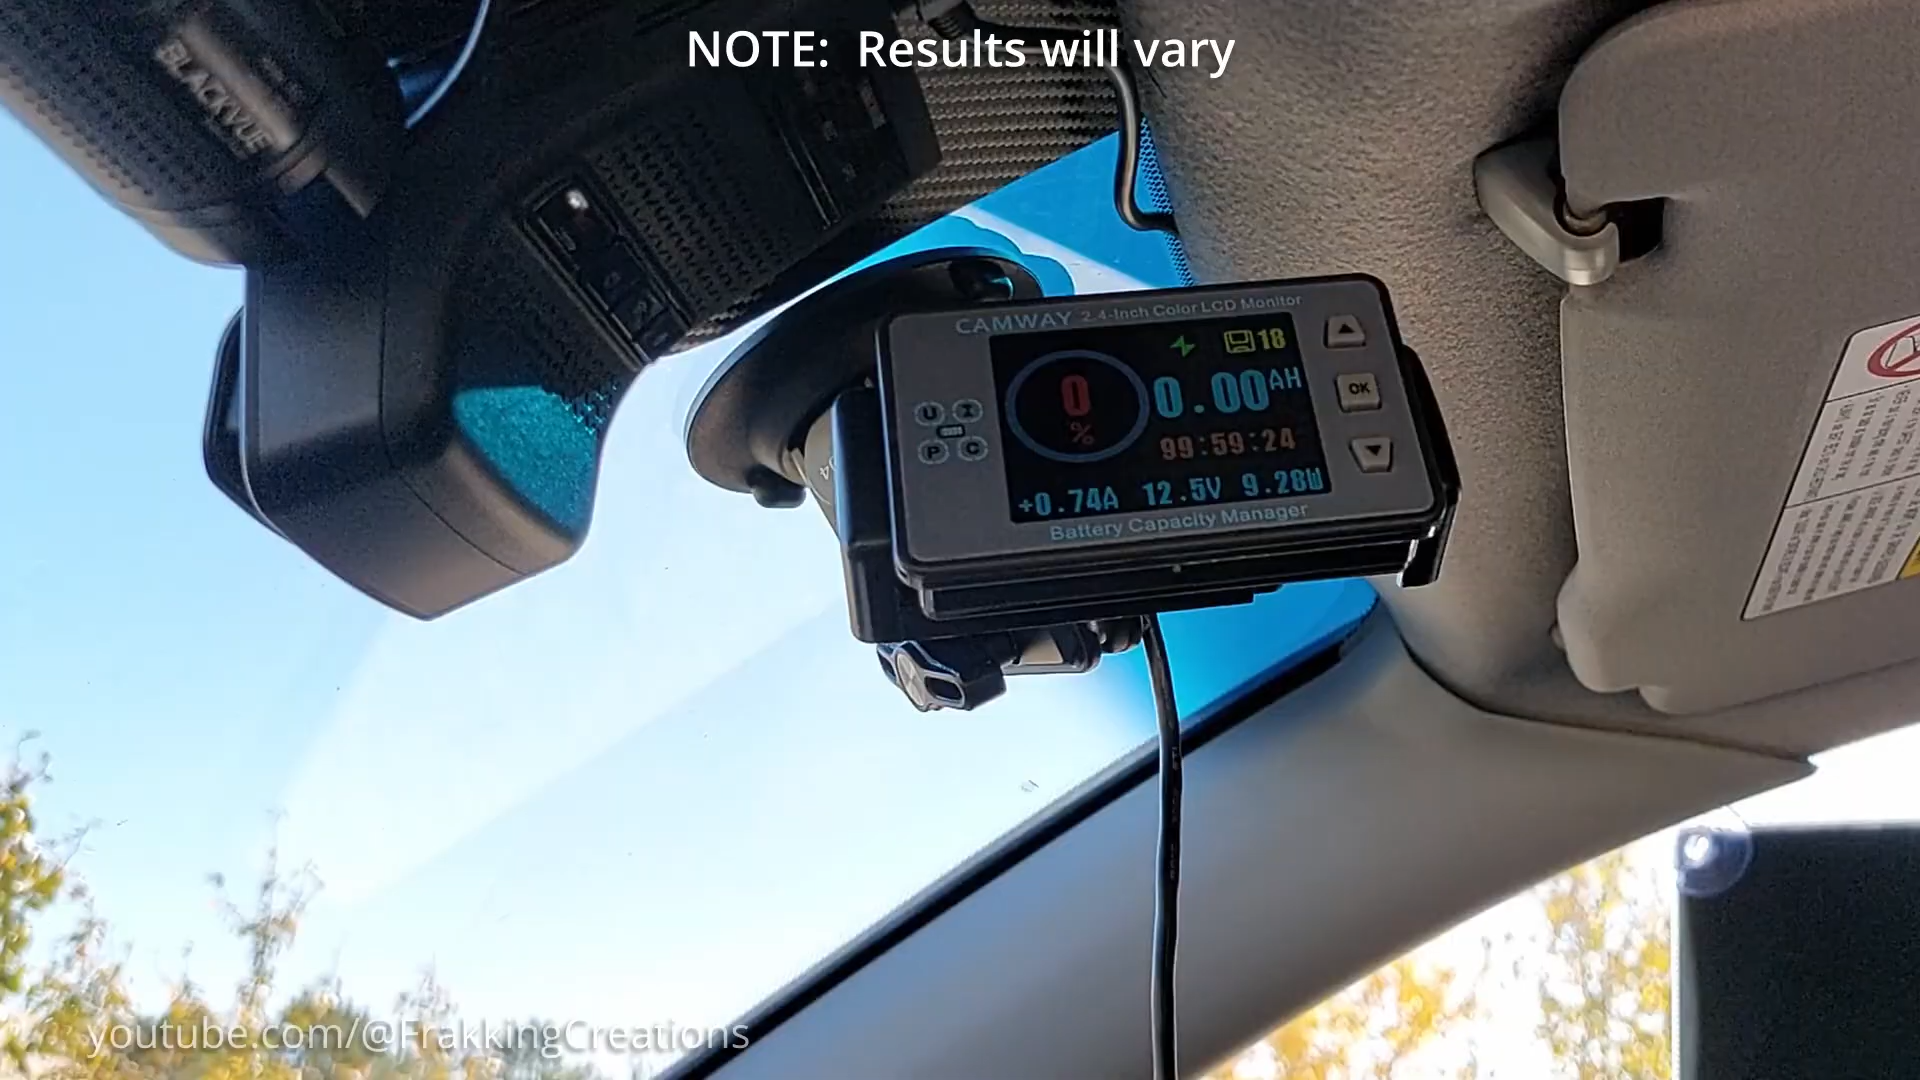 NOTE:  Results will vary
BLACKVUE
CAMWAY 2.4-Inch Color LCD Monitor
18
0 %
0.00AH
99:59:24
+0.74A 12.5V 9.28W
Battery Capacity Manager
U I
P C
OK
youtube.com/@FrakkingCreations